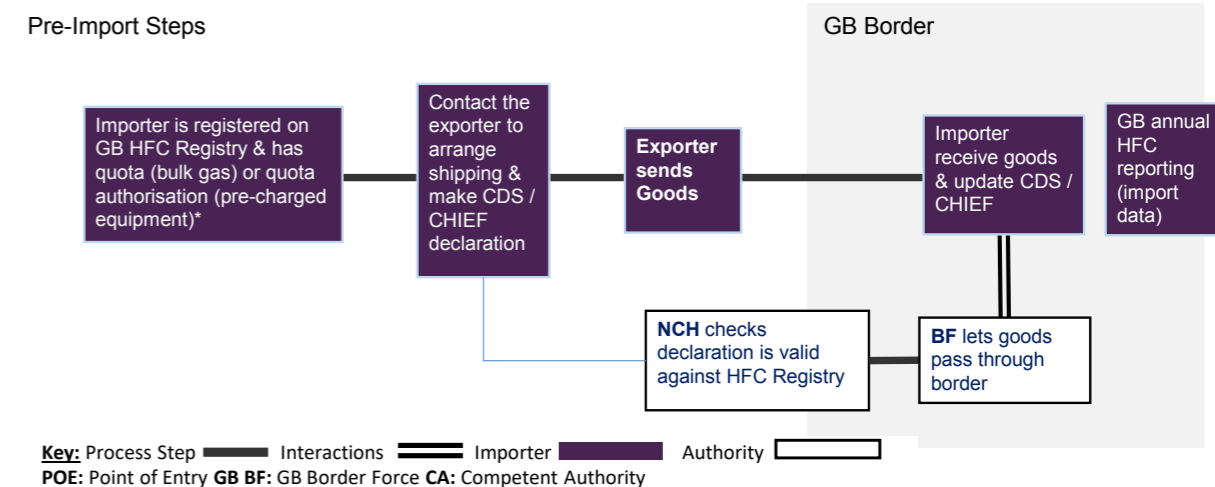 Pre-Import Steps
GB Border
Importer is registered on
GB HFC Registry & has
quota (bulk gas) or quota
authorisation (pre-charged
equipment)*
Contact the
exporter to
arrange
shipping &
make CDS /
CHIEF
declaration
Exporter
sends
Goods
Importer
receive goods
& update CDS /
CHIEF
GB annual
HFC
reporting
(import
data)
NCH checks
declaration is valid
against HFC Registry
BF lets goods
pass through
border
Key: Process Step Interactions Importer Authority
POE: Point of Entry GB BF: GB Border Force CA: Competent Authority